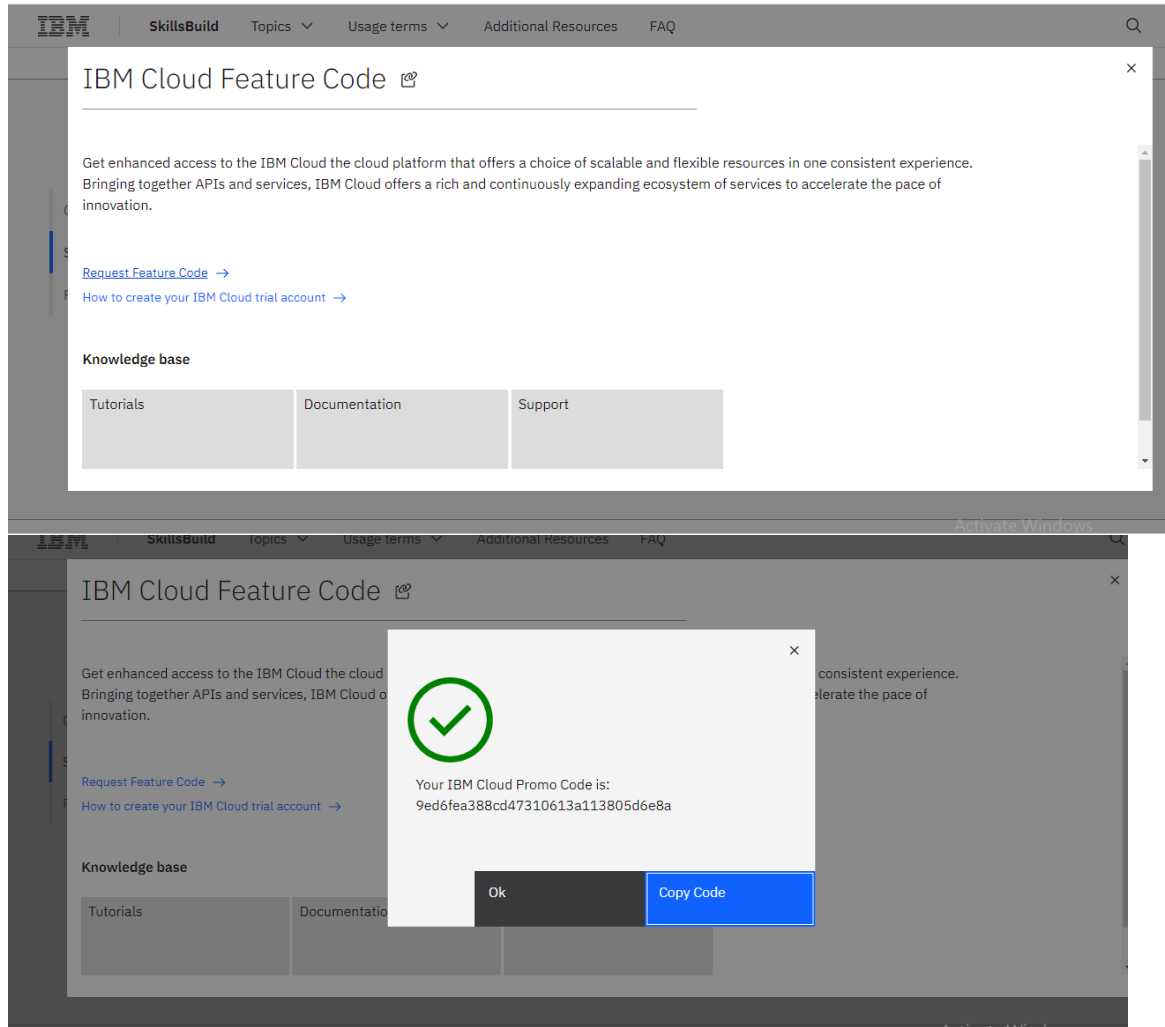 IBM SkillsBuild Topics Usage terms Additional Resources FAQ
IBM Cloud Feature Code
Get enhanced access to the IBM Cloud the cloud platform that offers a choice of scalable and flexible resources in one consistent experience.
Bringing together APIs and services, IBM Cloud offers a rich and continuously expanding ecosystem of services to accelerate the pace of
innovation.
Request Feature Code →
How to create your IBM Cloud trial account →
Knowledge base
Tutorials Documentation Support
Activate Windows
IBM SkillsBuild Topics Usage terms Additional Resources FAQ
IBM Cloud Feature Code
Get enhanced access to the IBM Cloud the cloud consistent experience.
Bringing together APIs and services, IBM Cloud o elerate the pace of
innovation.
Request Feature Code →
How to create your IBM Cloud trial account →
Your IBM Cloud Promo Code is:
9ed6fea388cd47310613a113805d6e8a
Knowledge base
Ok Copy Code
Tutorials Documentatio